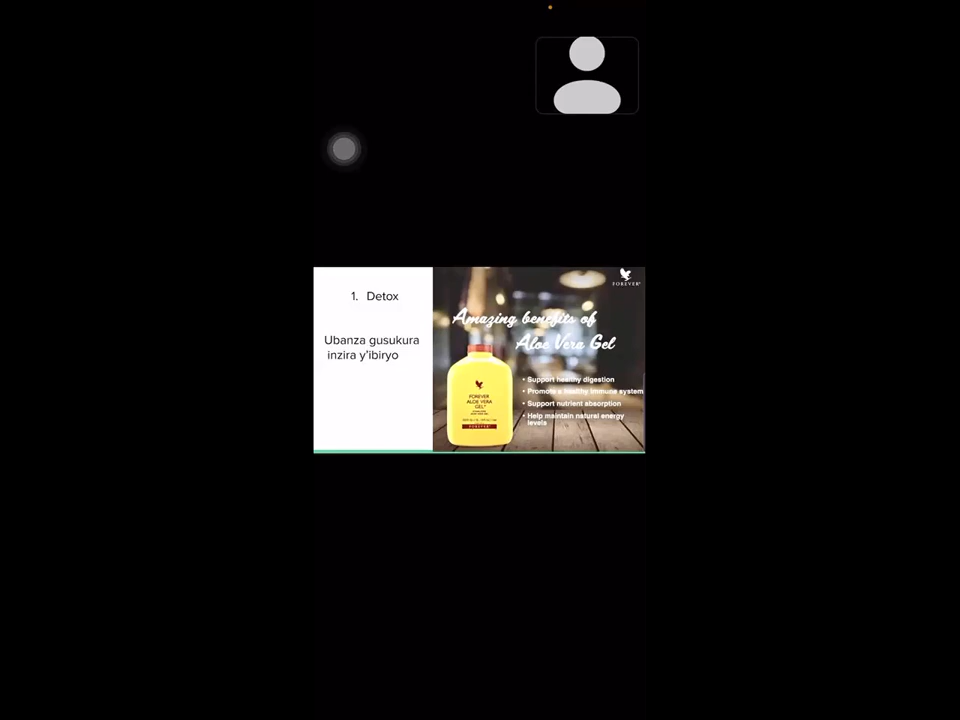 1. Detox
Ubanza gusukura
inzira y'ibiryo
FOREVER
Amazing benefits of
Aloe Vera Gel
• Support healthy digestion
• Promote a healthy immune system
• Support nutrient absorption
• Help maintain natural energy
levels
FOREVER
ALOE VERA
GEL
FOREVER